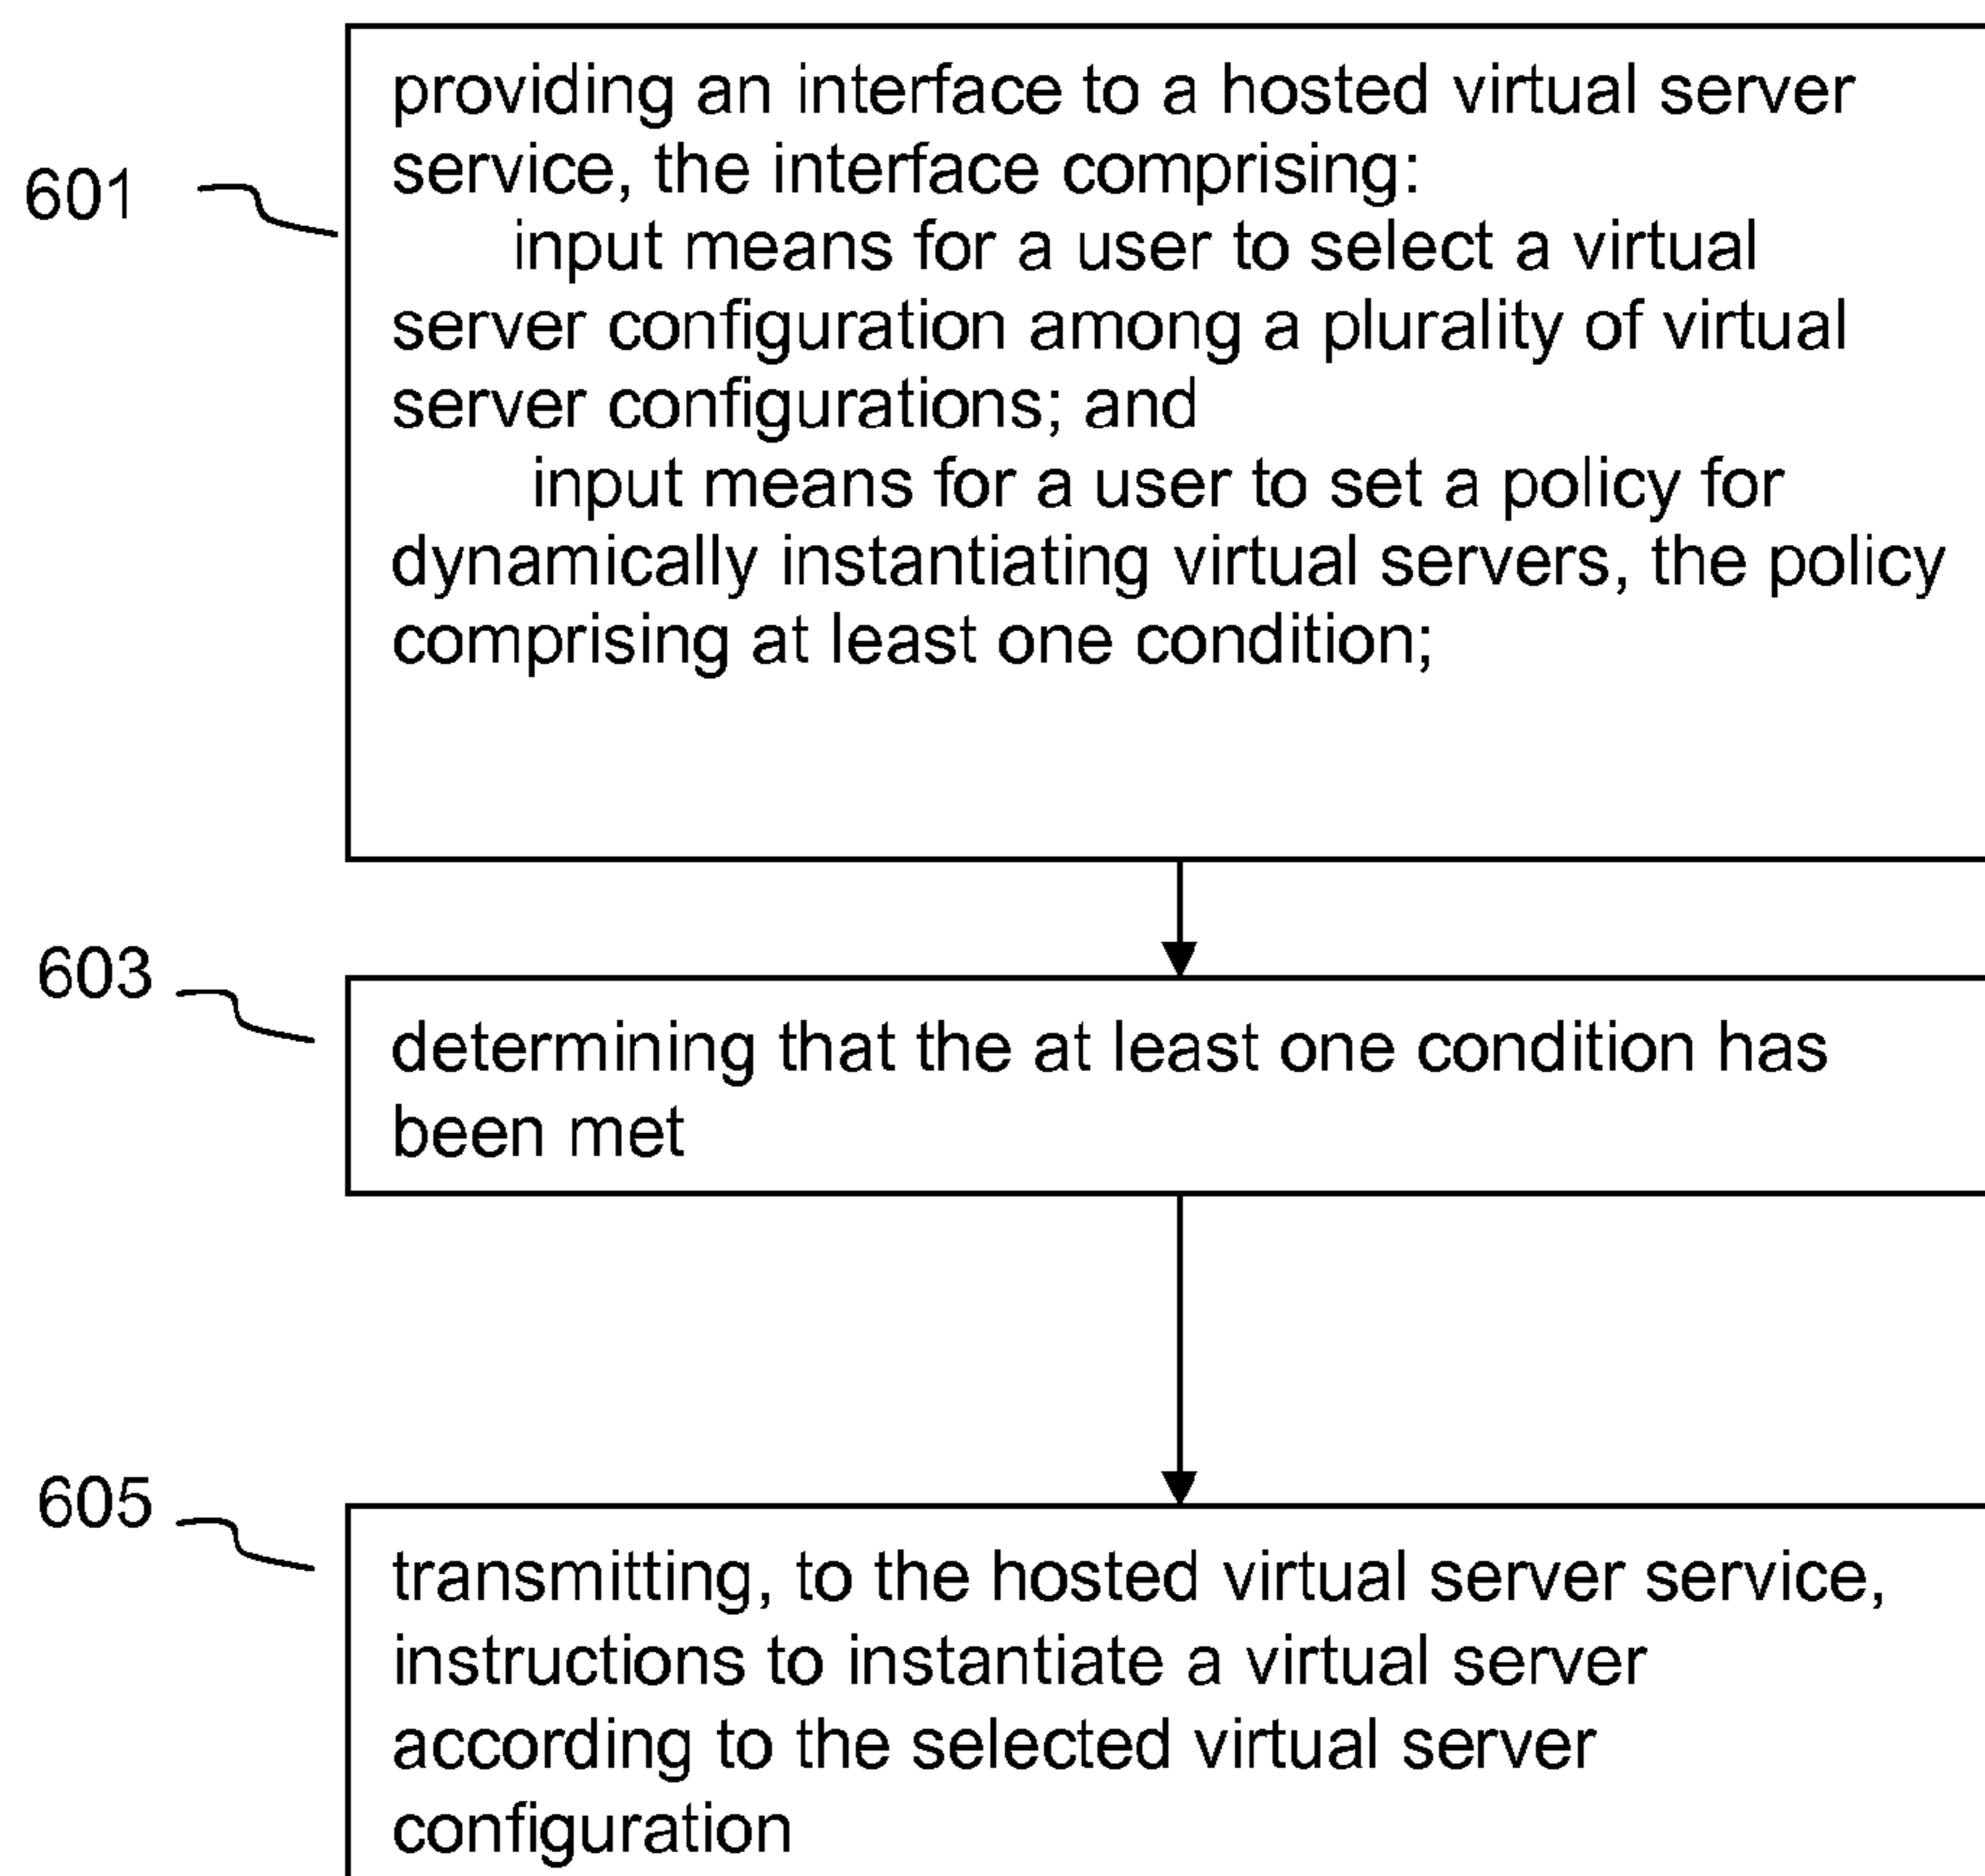 providing an interface to a hosted virtual server
service, the interface comprising:
601
input means for a user to select a virtual
server configuration among a plurality of virtual
server configurations; and
input means for a user to set a policy for
dynamically instantiating virtual servers, the policy
comprising at least one condition;
603
determining that the at least one condition has
been met
605
transmitting, to the hosted virtual server service,
instructions to instantiate a virtual server
according to the selected virtual server
configuration